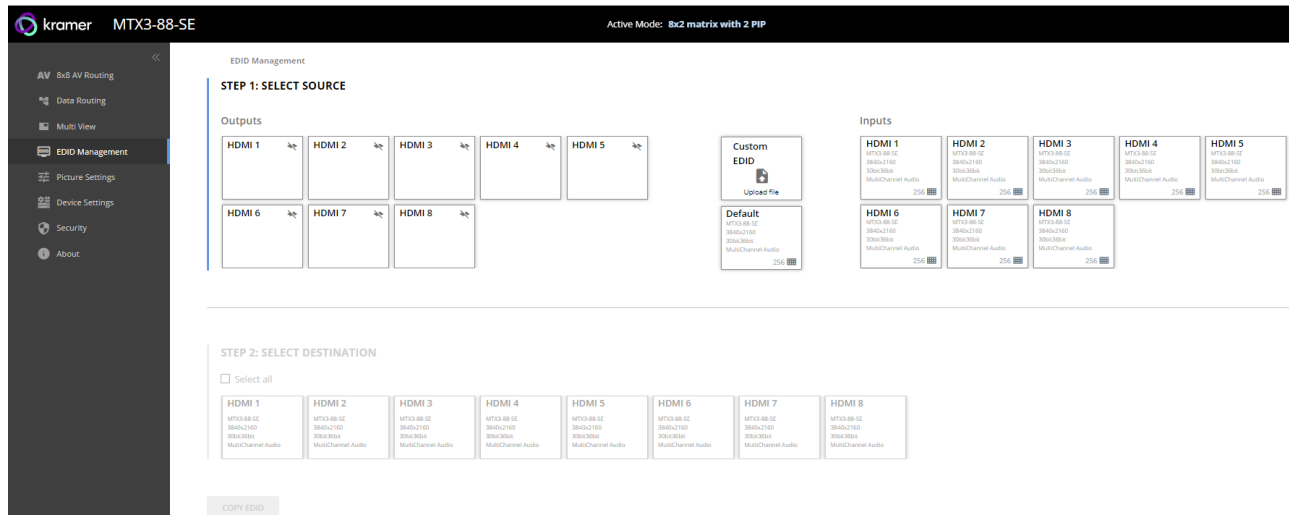 kramer MTX3-88-SE
Active Mode: 8x2 matrix with 2 PIP
AV 8x8 AV Routing
Data Routing
Multi View
EDID Management
Picture Settings
Device Settings
Security
About
EDID Management
STEP 1: SELECT SOURCE
Outputs
HDMI 1 HDMI 2 HDMI 3 HDMI 4 HDMI 5
HDMI 6 HDMI 7 HDMI 8
Custom
EDID
Upload file
Default
MTX3-88-SE
3840x2160
30bit36bit
MultiChannel Audio
256
Inputs
HDMI 1 HDMI 2 HDMI 3 HDMI 4 HDMI 5
MTX3-88-SE MTX3-88-SE MTX3-88-SE MTX3-88-SE MTX3-88-SE
3840x2160 3840x2160 3840x2160 3840x2160 3840x2160
30bit36bit 30bit36bit 30bit36bit 30bit36bit 30bit36bit
MultiChannel Audio MultiChannel Audio MultiChannel Audio MultiChannel Audio MultiChannel Audio
256 256 256 256 256
HDMI 6 HDMI 7 HDMI 8
MTX3-88-SE MTX3-88-SE MTX3-88-SE
3840x2160 3840x2160 3840x2160
30bit36bit 30bit36bit 30bit36bit
MultiChannel Audio MultiChannel Audio MultiChannel Audio
256 256 256
STEP 2: SELECT DESTINATION
Select all
HDMI 1 HDMI 2 HDMI 3 HDMI 4 HDMI 5 HDMI 6 HDMI 7 HDMI 8
MTX3-88-SE MTX3-88-SE MTX3-88-SE MTX3-88-SE MTX3-88-SE MTX3-88-SE MTX3-88-SE MTX3-88-SE
3840x2160 3840x2160 3840x2160 3840x2160 3840x2160 3840x2160 3840x2160 3840x2160
30bit36bit 30bit36bit 30bit36bit 30bit36bit 30bit36bit 30bit36bit 30bit36bit 30bit36bit
MultiChannel Audio MultiChannel Audio MultiChannel Audio MultiChannel Audio MultiChannel Audio MultiChannel Audio MultiChannel Audio MultiChannel Audio
COPY EDID